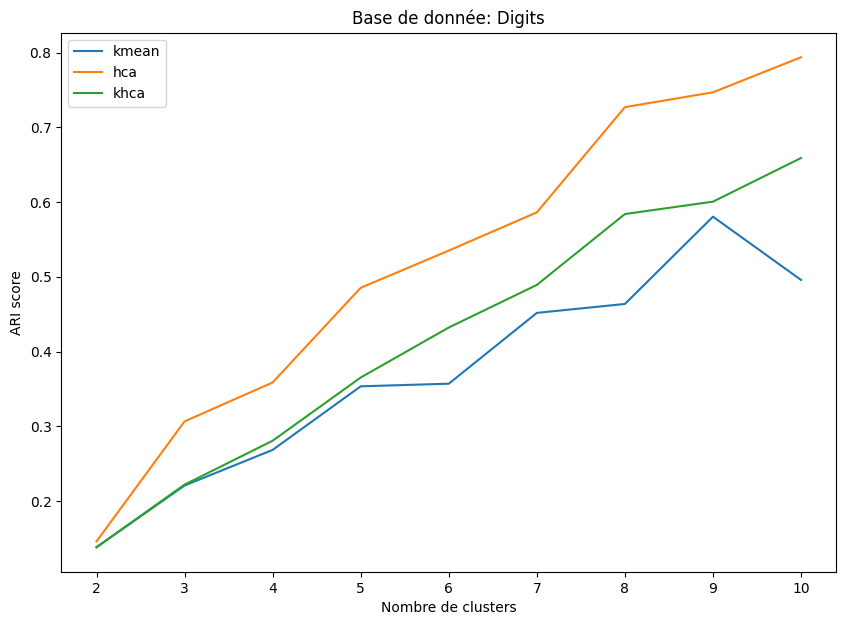 Base de donnée: Digits
kmean
hca
khca
ARI score
0.8
0.7
0.6
0.5
0.4
0.3
0.2
2 3 4 5 6 7 8 9 10
Nombre de clusters